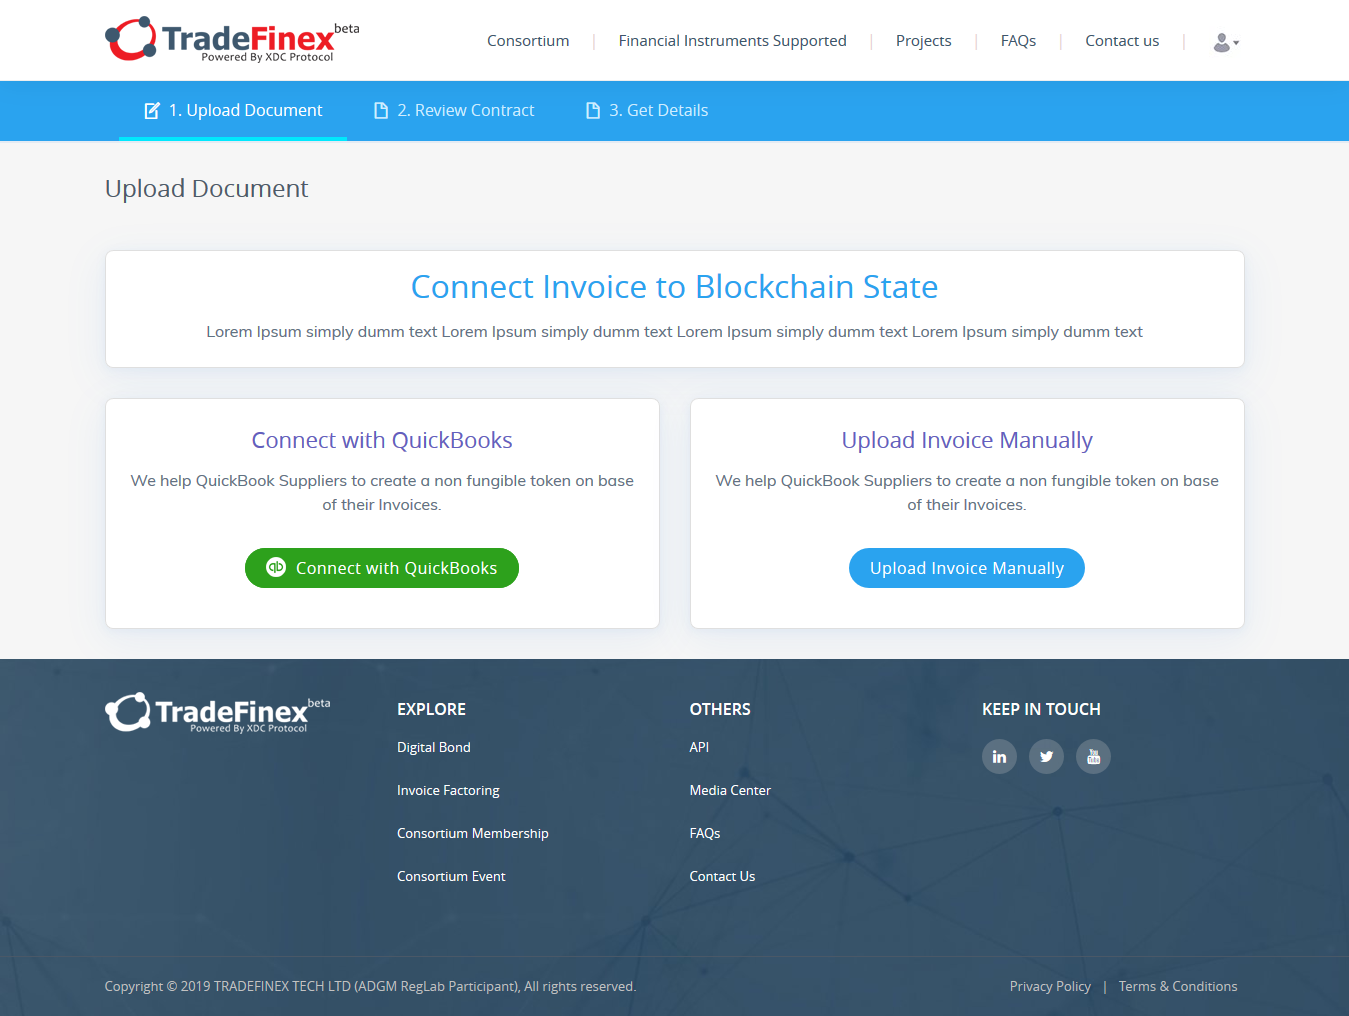 TradeFinex beta
Powered By XDC Protocol
Consortium | Financial Instruments Supported | Projects | FAQs | Contact us |
1. Upload Document 2. Review Contract 3. Get Details
Upload Document
Connect Invoice to Blockchain State
Lorem Ipsum simply dumm text Lorem Ipsum simply dumm text Lorem Ipsum simply dumm text Lorem Ipsum simply dumm text
Connect with QuickBooks
We help QuickBook Suppliers to create a non fungible token on base
of their Invoices.
qb Connect with QuickBooks
Upload Invoice Manually
We help QuickBook Suppliers to create a non fungible token on base
of their Invoices.
Upload Invoice Manually
TradeFinex beta
Powered By XDC Protocol
EXPLORE
Digital Bond
Invoice Factoring
Consortium Membership
Consortium Event
OTHERS
API
Media Center
FAQs
Contact Us
KEEP IN TOUCH
in You Tube
Copyright © 2019 TRADEFINEX TECH LTD (ADGM RegLab Participant), All rights reserved.
Privacy Policy | Terms & Conditions